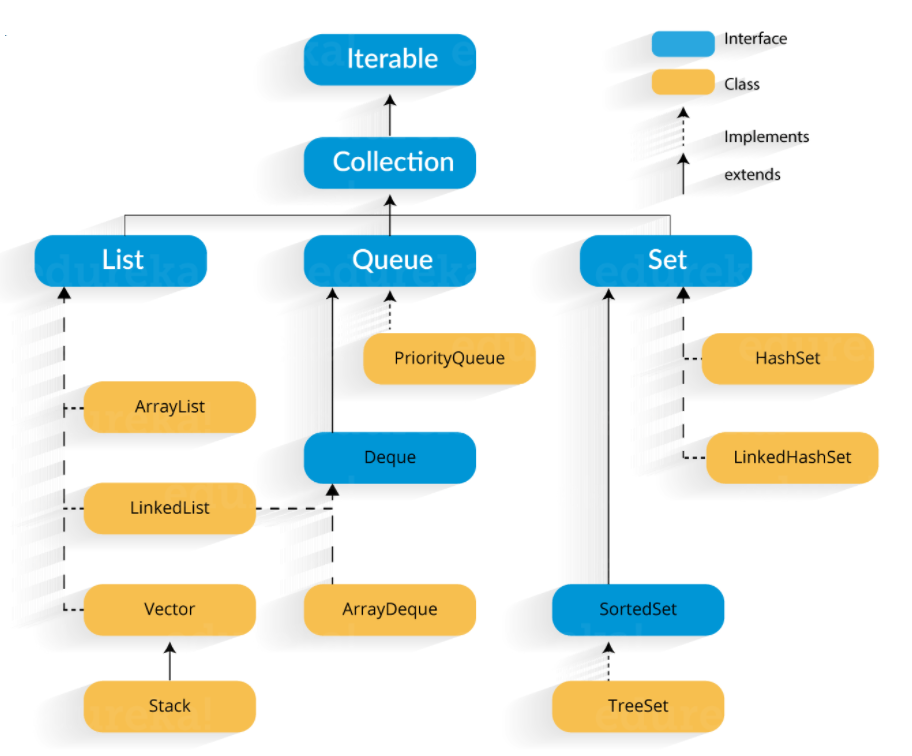 Iterable
Interface
Class
Implements
extends
Collection
List
Queue
Set
PriorityQueue
HashSet
ArrayList
Deque
LinkedHashSet
LinkedList
Vector
ArrayDeque
SortedSet
Stack
TreeSet